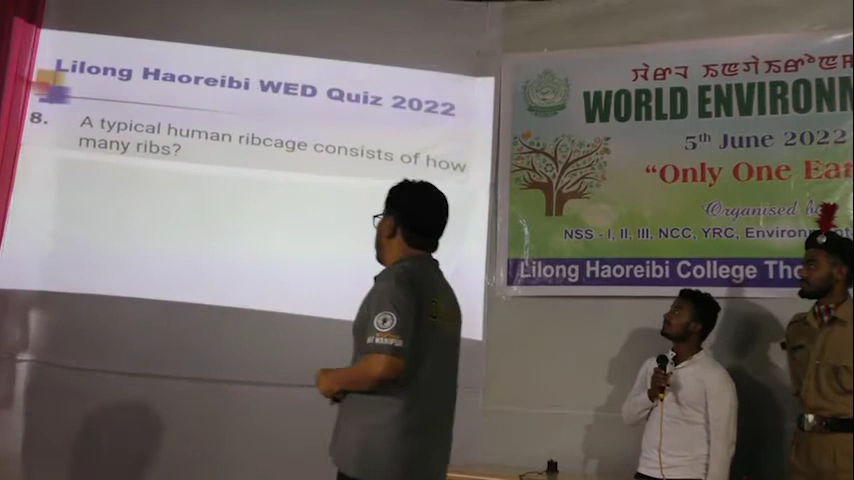 Lilong Haoreibi WED Quiz 2022
8. A typical human ribcage consists of how
many ribs?
WORLD ENVIRONM
5th June 2022
"Only One Ear
Organised by
NSS - I, II, III, NCC, YRC,
Lilong Haoreibi College Tho